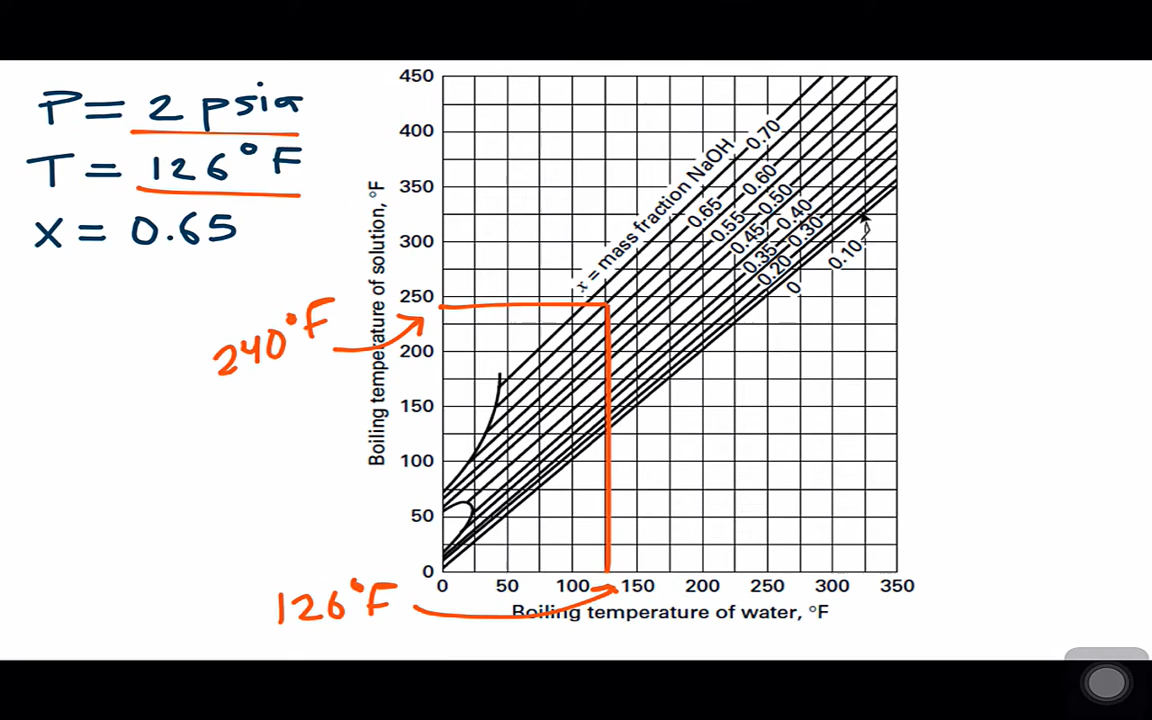 P = 2 psia
T = 126°F
x = 0.65
240°F
126°F
Boiling temperature of solution, °F
450
400
350
300
250
200
150
100
50
0
0 50 100 150 200 250 300 350
Boiling temperature of water, °F
x = mass fraction NaOH
0.70
0.65
0.60
0.55
0.50
0.45
0.40
0.35
0.30
0.20
0.10
0